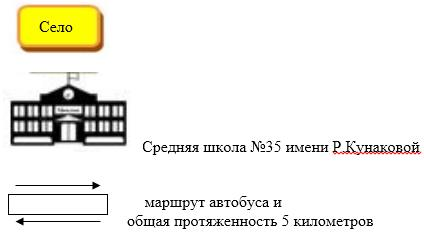 Село
Средняя школа №35 имени Р.Кунаковой
маршрут автобуса и
общая протяженность 5 километров